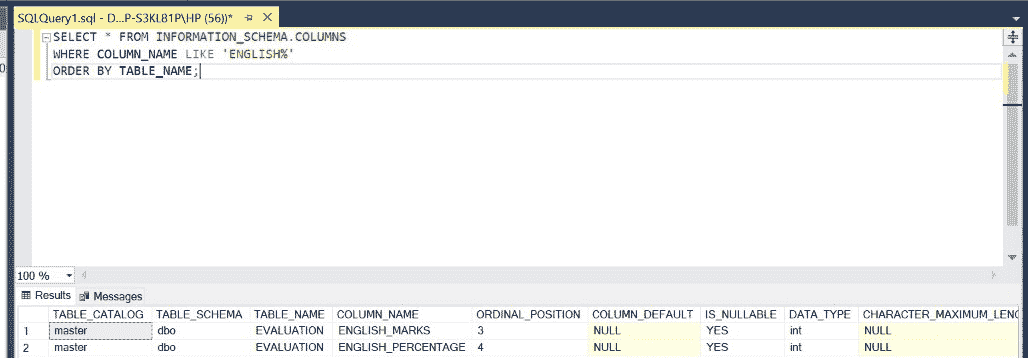 SQLQuery1.sql - D...P-S3KL81P\HP (56))*
SELECT * FROM INFORMATION_SCHEMA.COLUMNS
WHERE COLUMN_NAME LIKE 'ENGLISH%'
ORDER BY TABLE_NAME;
100 %
Results Messages
TABLE_CATALOG TABLE_SCHEMA TABLE_NAME COLUMN_NAME ORDINAL_POSITION COLUMN_DEFAULT IS_NULLABLE DATA_TYPE CHARACTER_MAXIMUM_LENG
1 master dbo EVALUATION ENGLISH_MARKS 3 NULL YES int NULL
2 master dbo EVALUATION ENGLISH_PERCENTAGE 4 NULL YES int NULL